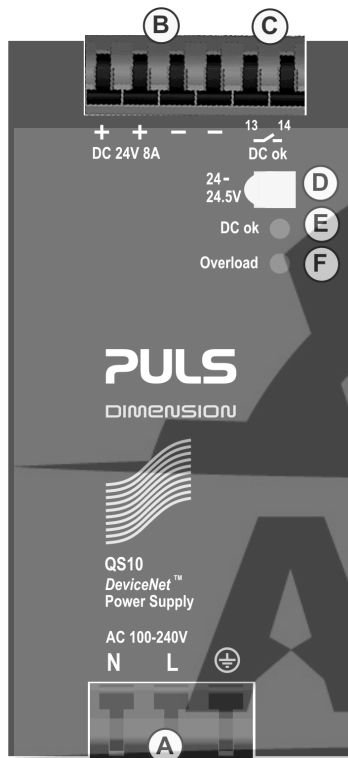 B C
+ + − − 13 14
DC 24V 8A DC ok
24-
24.5V D
DC ok E
Overload F
PULS
DIMENSION
QS10
DeviceNet™
Power Supply
AC 100-240V
N L
A